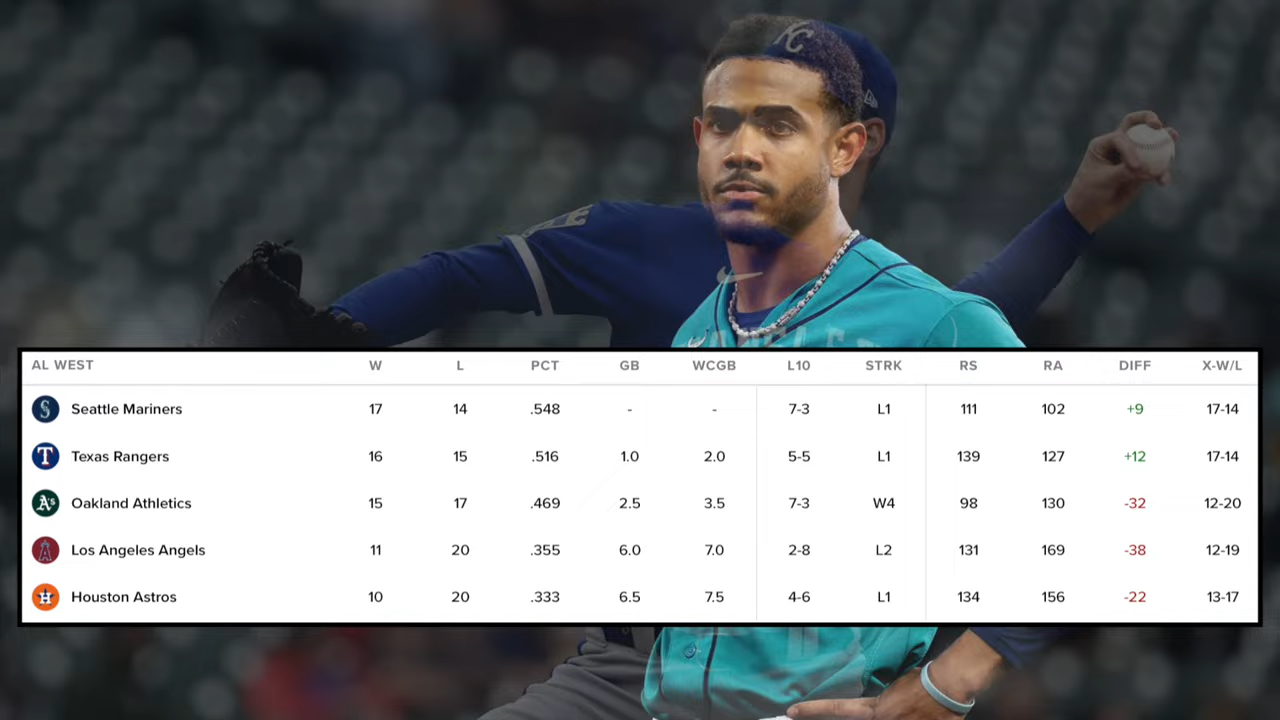 KC
AL WEST W L PCT GB WCGB L10 STRK RS RA DIFF X-W/L
Seattle Mariners 17 14 .548 - - 7-3 L1 111 102 +9 17-14
Texas Rangers 16 15 .516 1.0 2.0 5-5 L1 139 127 +12 17-14
Oakland Athletics 15 17 .469 2.5 3.5 7-3 W4 98 130 -32 12-20
Los Angeles Angels 11 20 .355 6.0 7.0 2-8 L2 131 169 -38 12-19
Houston Astros 10 20 .333 6.5 7.5 4-6 L1 134 156 -22 13-17